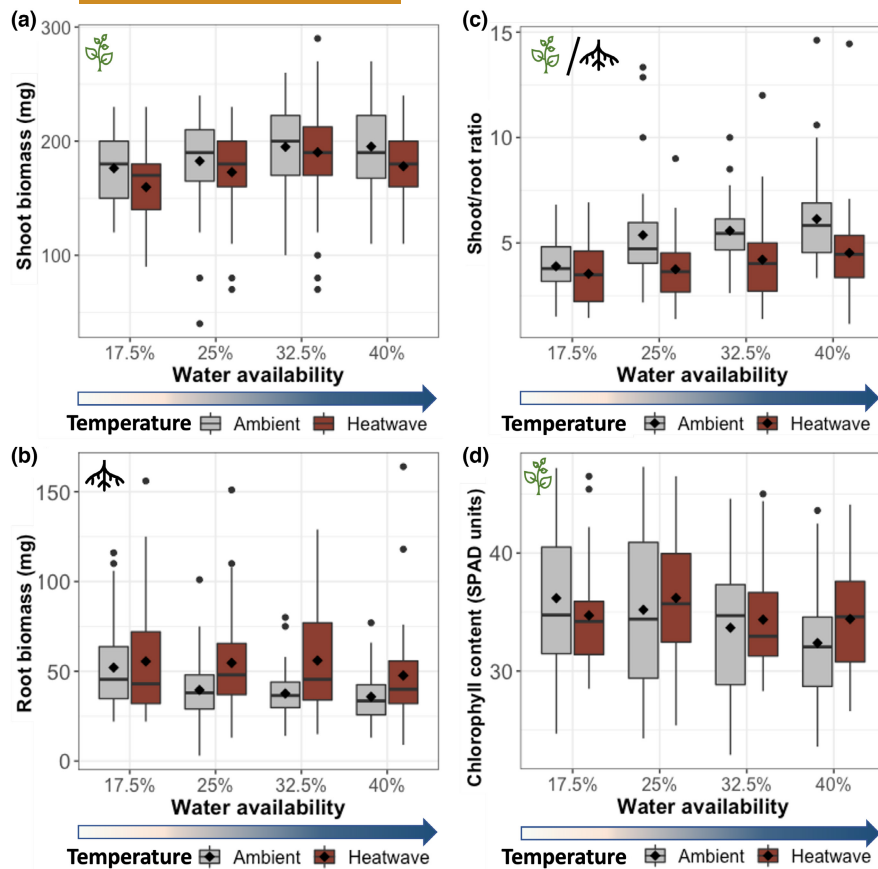 (a)
300
200
100
Shoot biomass (mg)
17.5% 25% 32.5% 40%
Water availability
Temperature Ambient Heatwave
(c)
15
10
5
Shoot/root ratio
17.5% 25% 32.5% 40%
Water availability
Temperature Ambient Heatwave
(b)
150
100
50
0
Root biomass (mg)
17.5% 25% 32.5% 40%
Water availability
Temperature Ambient Heatwave
(d)
40
30
Chlorophyll content (SPAD units)
17.5% 25% 32.5% 40%
Water availability
Temperature Ambient Heatwave